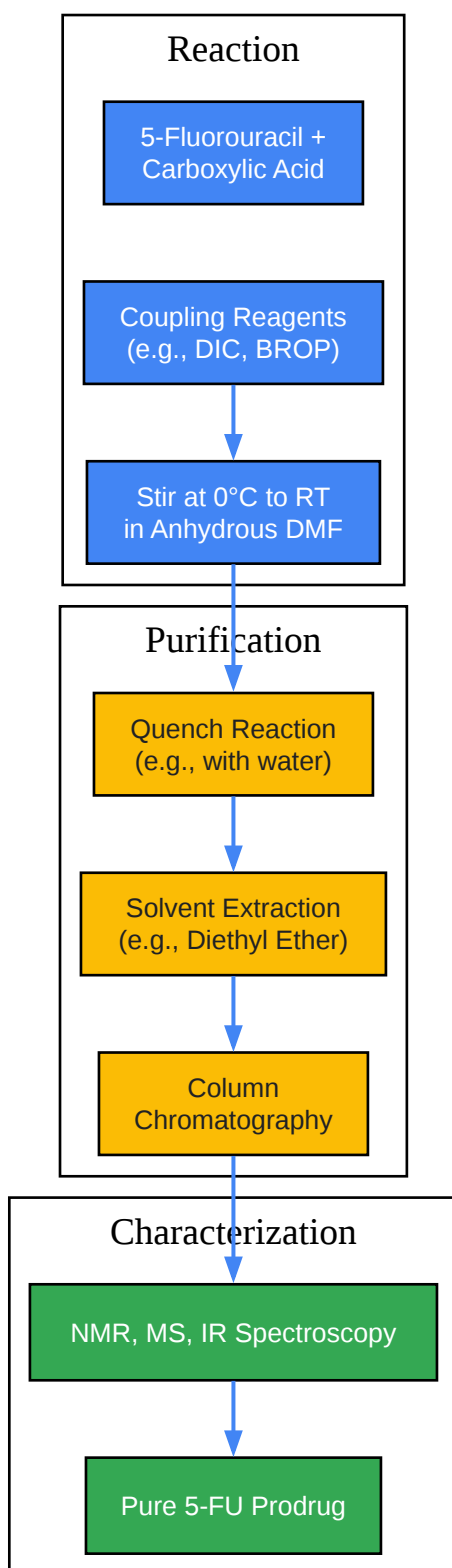 Reaction
5-Fluorouracil +
Carboxylic Acid
Coupling Reagents
(e.g., DIC, BROP)
Stir at 0°C to RT
in Anhydrous DMF
Purification
Quench Reaction
(e.g., with water)
Solvent Extraction
(e.g., Diethyl Ether)
Column
Chromatography
Characterization
NMR, MS, IR Spectroscopy
Pure 5-FU Prodrug